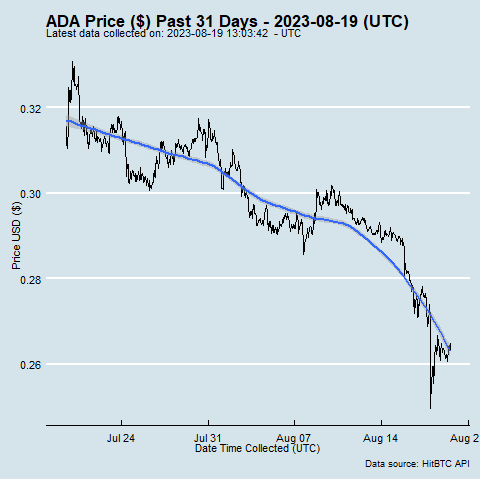 ADA Price ($) Past 31 Days - 2023-08-19 (UTC)
Latest data collected on: 2023-08-19 13:03:42 - UTC
Price USD ($)
0.32
0.30
0.28
0.26
Jul 24 Jul 31 Aug 07 Aug 14 Aug 2
Date Time Collected (UTC)
Data source: HitBTC API